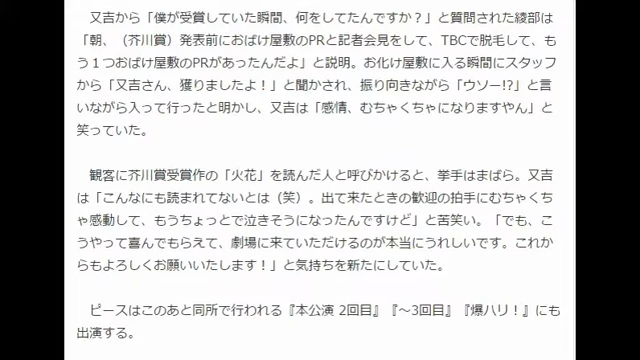 又吉から「僕が受賞していた瞬間、何をしてたんですか？」と質問された綾部は
「朝、（芥川賞）発表前におばけ屋敷のPRと記者会見をして、TBCで脱毛して、も
う１つおばけ屋敷のPRがあったんだよ」と説明。お化け屋敷に入る瞬間にスタッフ
から「又吉さん、獲りましたよ！」と聞かされ、振り向きながら「ウソー!?」と言
いながら入って行ったと明かし、又吉は「感情、むちゃくちゃになりますやん」と
笑っていた。
観客に芥川賞受賞作の「火花」を読んだ人と呼びかけると、挙手はまばら。又吉
は「こんなにも読まれてないとは（笑）。出て来たときの歓迎の拍手にむちゃくち
ゃ感動して、もうちょっとで泣きそうになったんですけど」と苦笑い。「でも、こ
うやって喜んでもらえて、劇場に来ていただけるのが本当にうれしいです。これか
らもよろしくお願いいたします！」と気持ちを新たにしていた。
ピースはこのあと同所で行われる『本公演 2回目』『〜3回目』『爆ハリ！』にも
出演する。